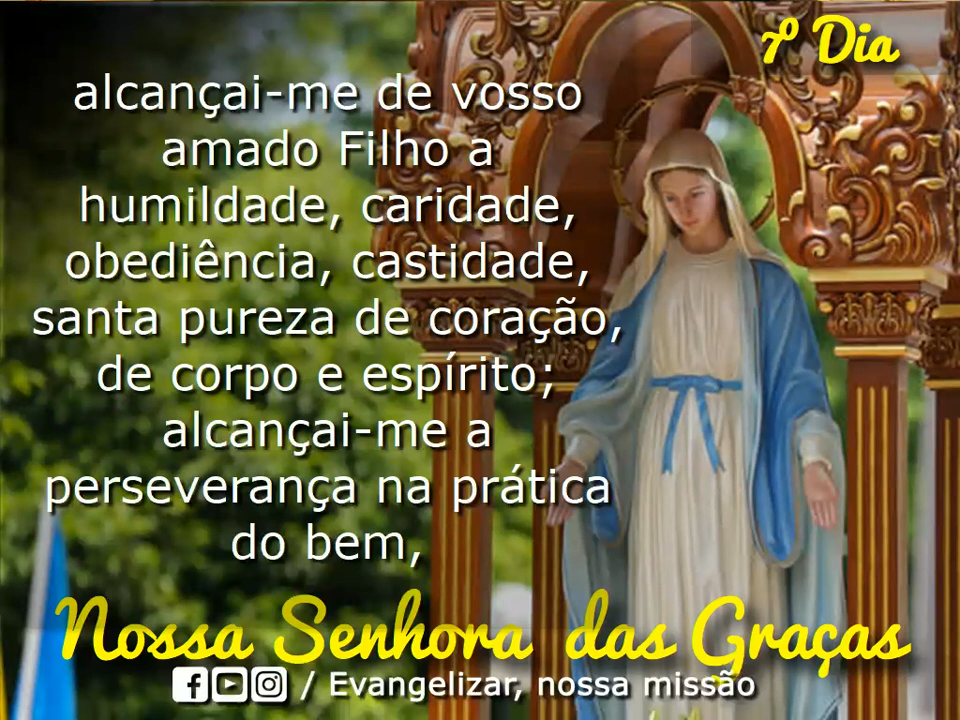 7º Dia
alcançai-me de vosso
amado Filho a
humildade, caridade,
obediência, castidade,
santa pureza de coração,
de corpo e espírito;
alcançai-me a
perseverança na prática
do bem,
Nossa Senhora das Graças
/ Evangelizar, nossa missão